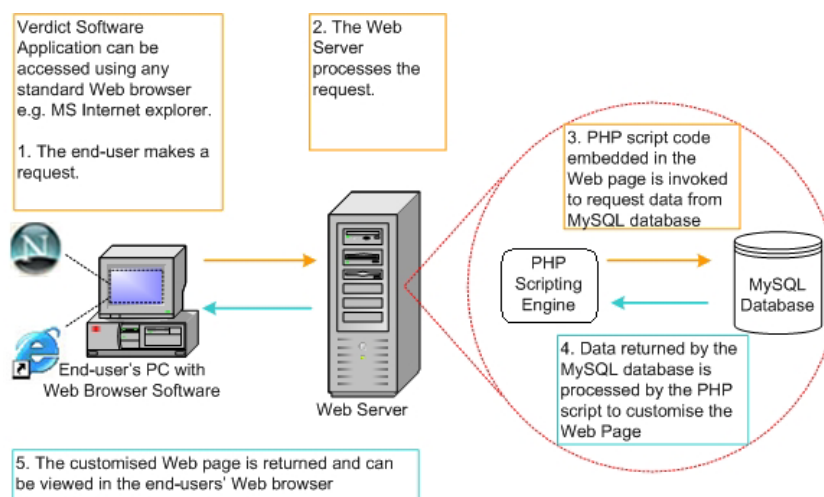 Verdict Software
Application can be
accessed using any
standard Web browser
e.g. MS Internet explorer.
1. The end-user makes a
request.
2. The Web
Server
processes the
request.
3. PHP script code
embedded in the
Web page is invoked
to request data from
MySQL database
N
PHP
Scripting
Engine
MySQL
Database
e
End-user's PC with
Web Browser Software
Web Server
4. Data returned by the
MySQL database is
processed by the PHP
script to customise the
Web Page
5. The customised Web page is returned and can
be viewed in the end-users' Web browser